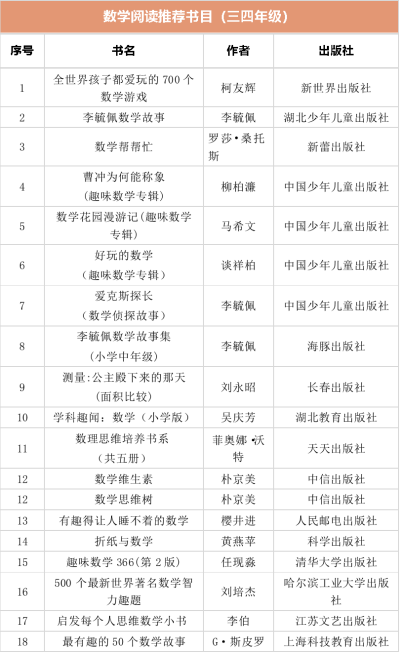 数学阅读推荐书目（三四年级）
序号 书名 作者 出版社
1 全世界孩子都爱玩的700个
数学游戏 柯友辉 新世界出版社
2 李毓佩数学故事 李毓佩 湖北少年儿童出版社
3 数学帮帮忙 罗莎·桑托
斯 新蕾出版社
4 曹冲为何能称象
(趣味数学专辑) 柳柏濂 中国少年儿童出版社
5 数学花园漫游记(趣味数学
专辑) 马希文 中国少年儿童出版社
6 好玩的数学
(趣味数学专辑） 谈祥柏 中国少年儿童出版社
7 爱克斯探长
（数学侦探故事） 李毓佩 中国少年儿童出版社
8 李毓佩数学故事集
(小学中年级) 李毓佩 海豚出版社
9 测量:公主殿下来的那天
(面积比较) 刘永昭 长春出版社
10 学科趣闻；数学（小学版） 吴庆芳 湖北教育出版社
11 数理思维培养书系
（共五册） 菲奥娜·沃
特 天天出版社
12 数学维生素 朴京美 中信出版社
12 数学思维树 朴京美 中信出版社
13 有趣得让人睡不着的数学 樱井进 人民邮电出版社
14 折纸与数学 黄燕苹 科学出版社
15 趣味数学366(第2版) 任现淼 清华大学出版社
16 500个最新世界著名数学智
力趣题 刘培杰 哈尔滨工业大学出版
社
17 启发每个人思维数学小书 李伯 江苏文艺出版社
18 最有趣的50个数学故事 G·斯皮罗 上海科技教育出版社